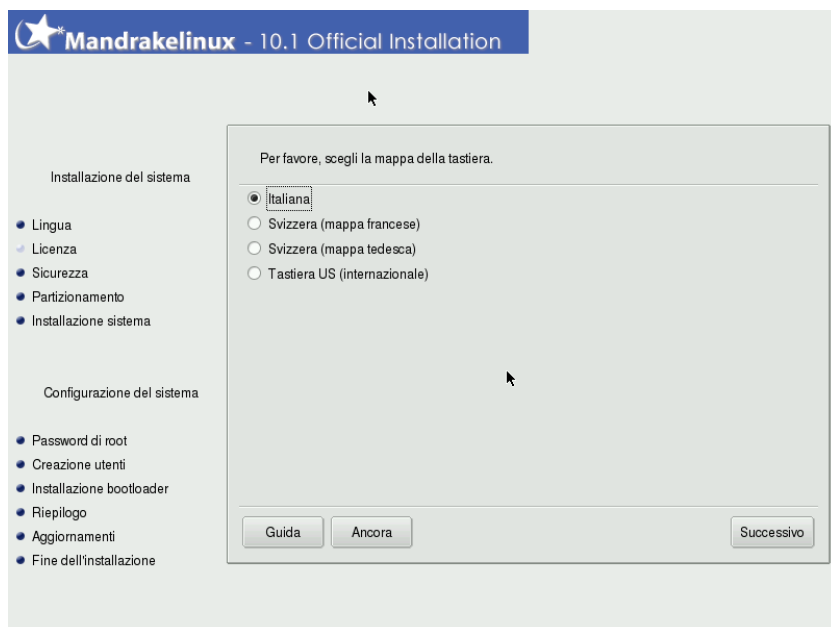 *Mandrakelinux - 10.1 Official Installation
Installazione del sistema
Lingua
Licenza
Sicurezza
Partizionamento
Installazione sistema
Configurazione del sistema
Password di root
Creazione utenti
Installazione bootloader
Riepilogo
Aggiornamenti
Fine dell'installazione
Per favore, scegli la mappa della tastiera.
Italiana
Svizzera (mappa francese)
Svizzera (mappa tedesca)
Tastiera US (internazionale)
Guida
Ancora
Successivo